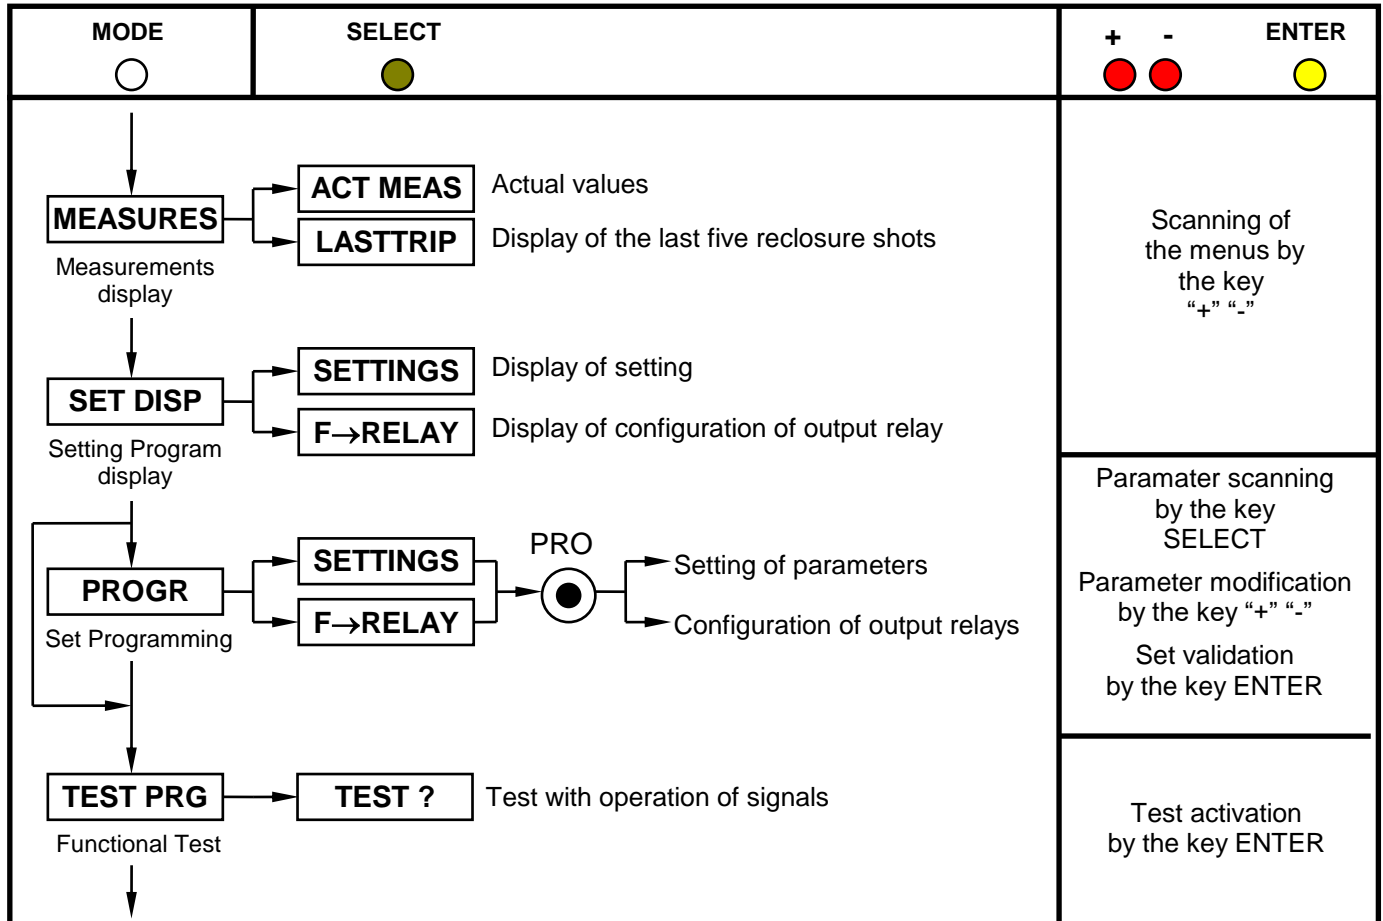 MODE
SELECT
+ - ENTER
MEASURES
Measurements
display
ACT MEAS Actual values
LASTTRIP Display of the last five reclosure shots
Scanning of
the menus by
the key
“+” “-”
SET DISP
Setting Program
display
SETTINGS Display of setting
F→RELAY Display of configuration of output relay
PROGR
Set Programming
SETTINGS
F→RELAY
PRO
Setting of parameters
Configuration of output relays
Paramater scanning
by the key
SELECT
Parameter modification
by the key “+” “-”
Set validation
by the key ENTER
TEST PRG
Functional Test
TEST ? Test with operation of signals
Test activation
by the key ENTER